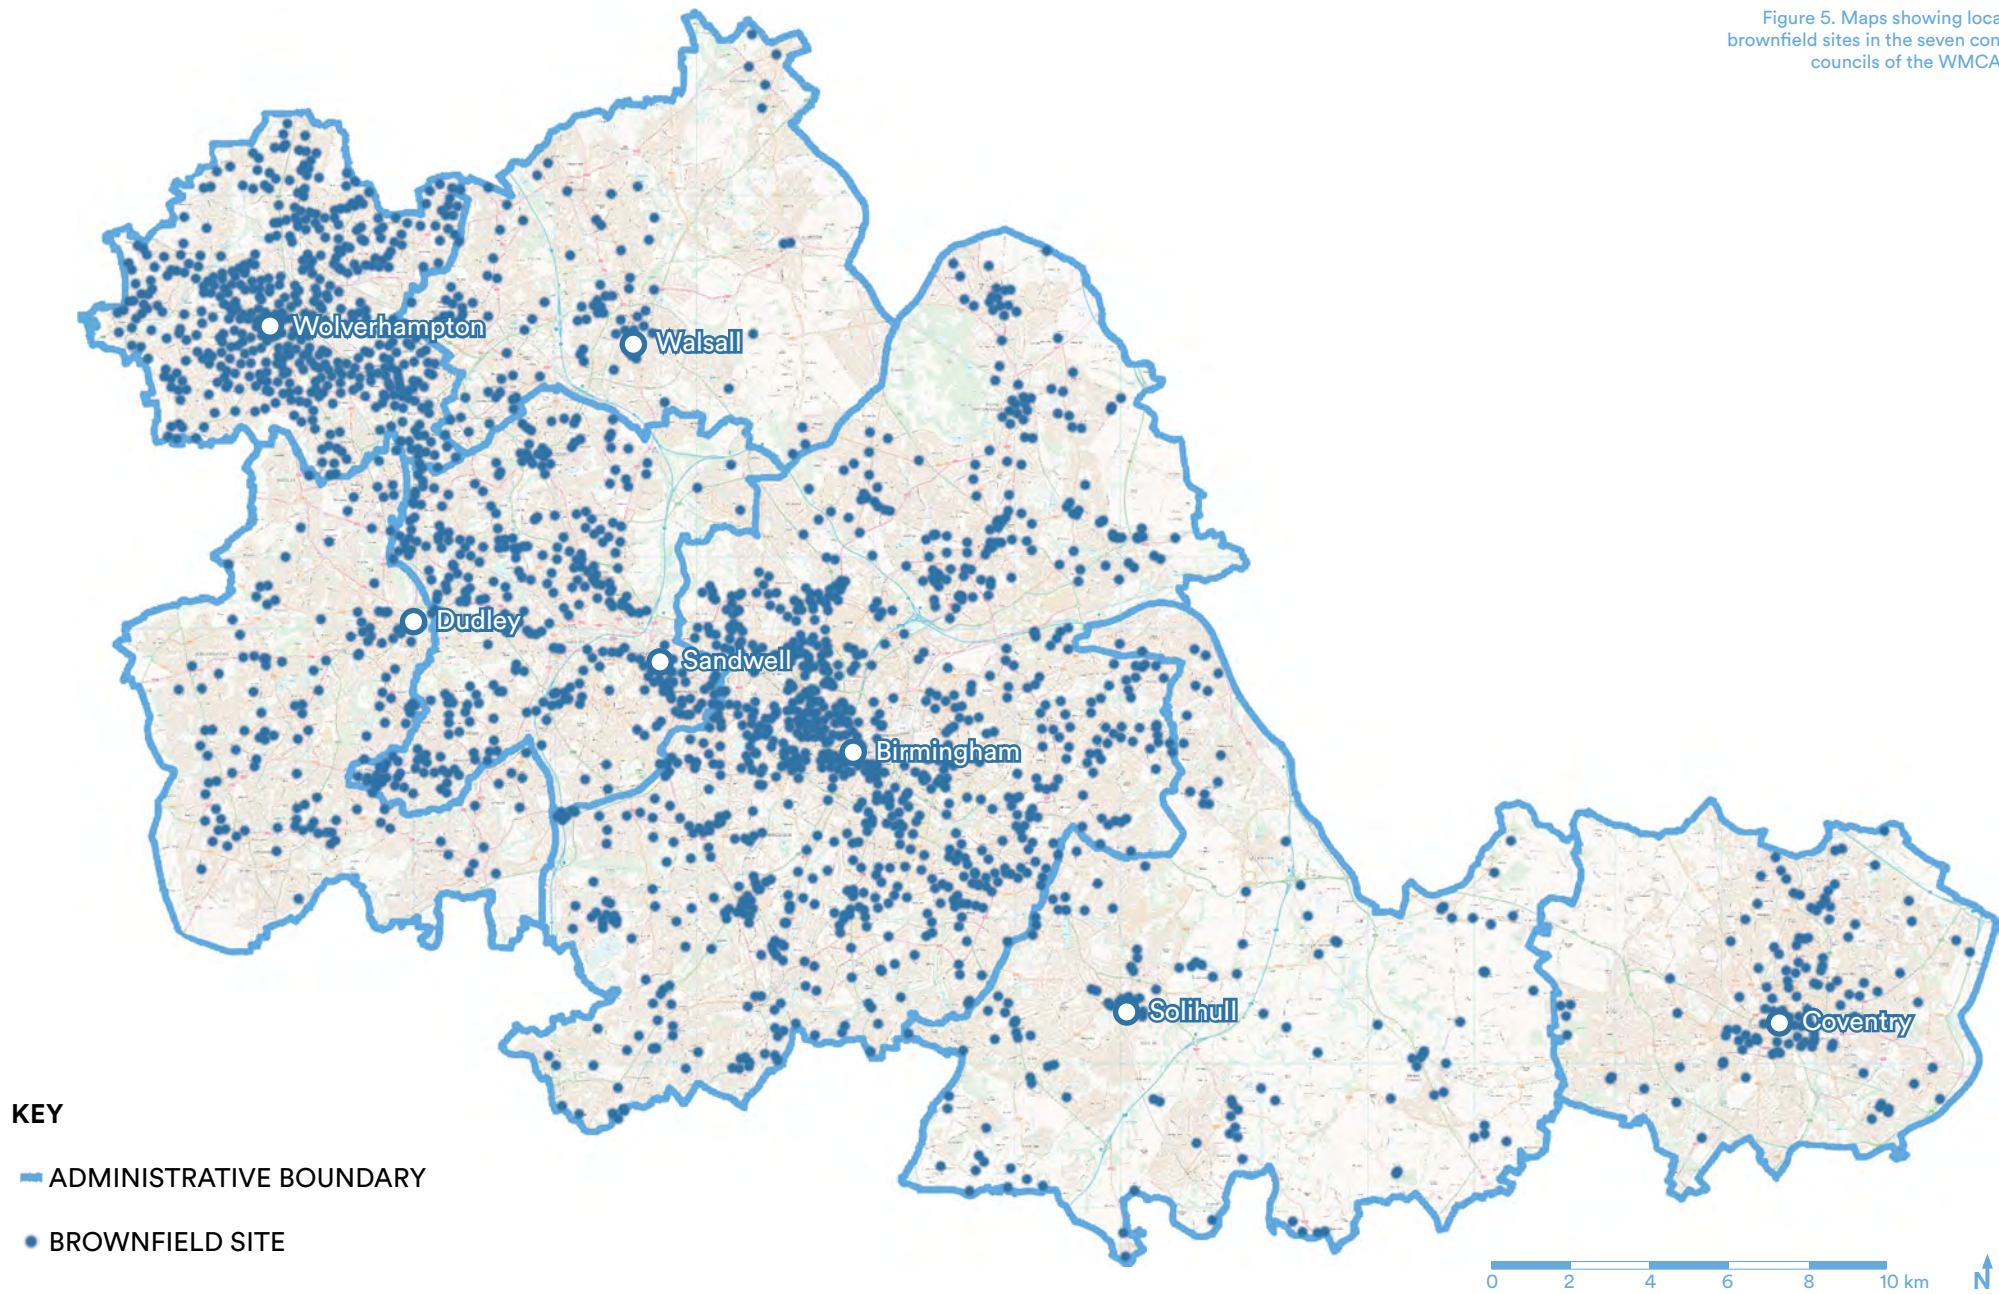 Figure 5. Maps showing loca
brownfield sites in the seven con
councils of the WMCA
Wolverhampton
Walsall
Dudley
Sandwell
Birmingham
Solihull
Coventry
KEY
ADMINISTRATIVE BOUNDARY
BROWNFIELD SITE
0 2 4 6 8 10 km
N